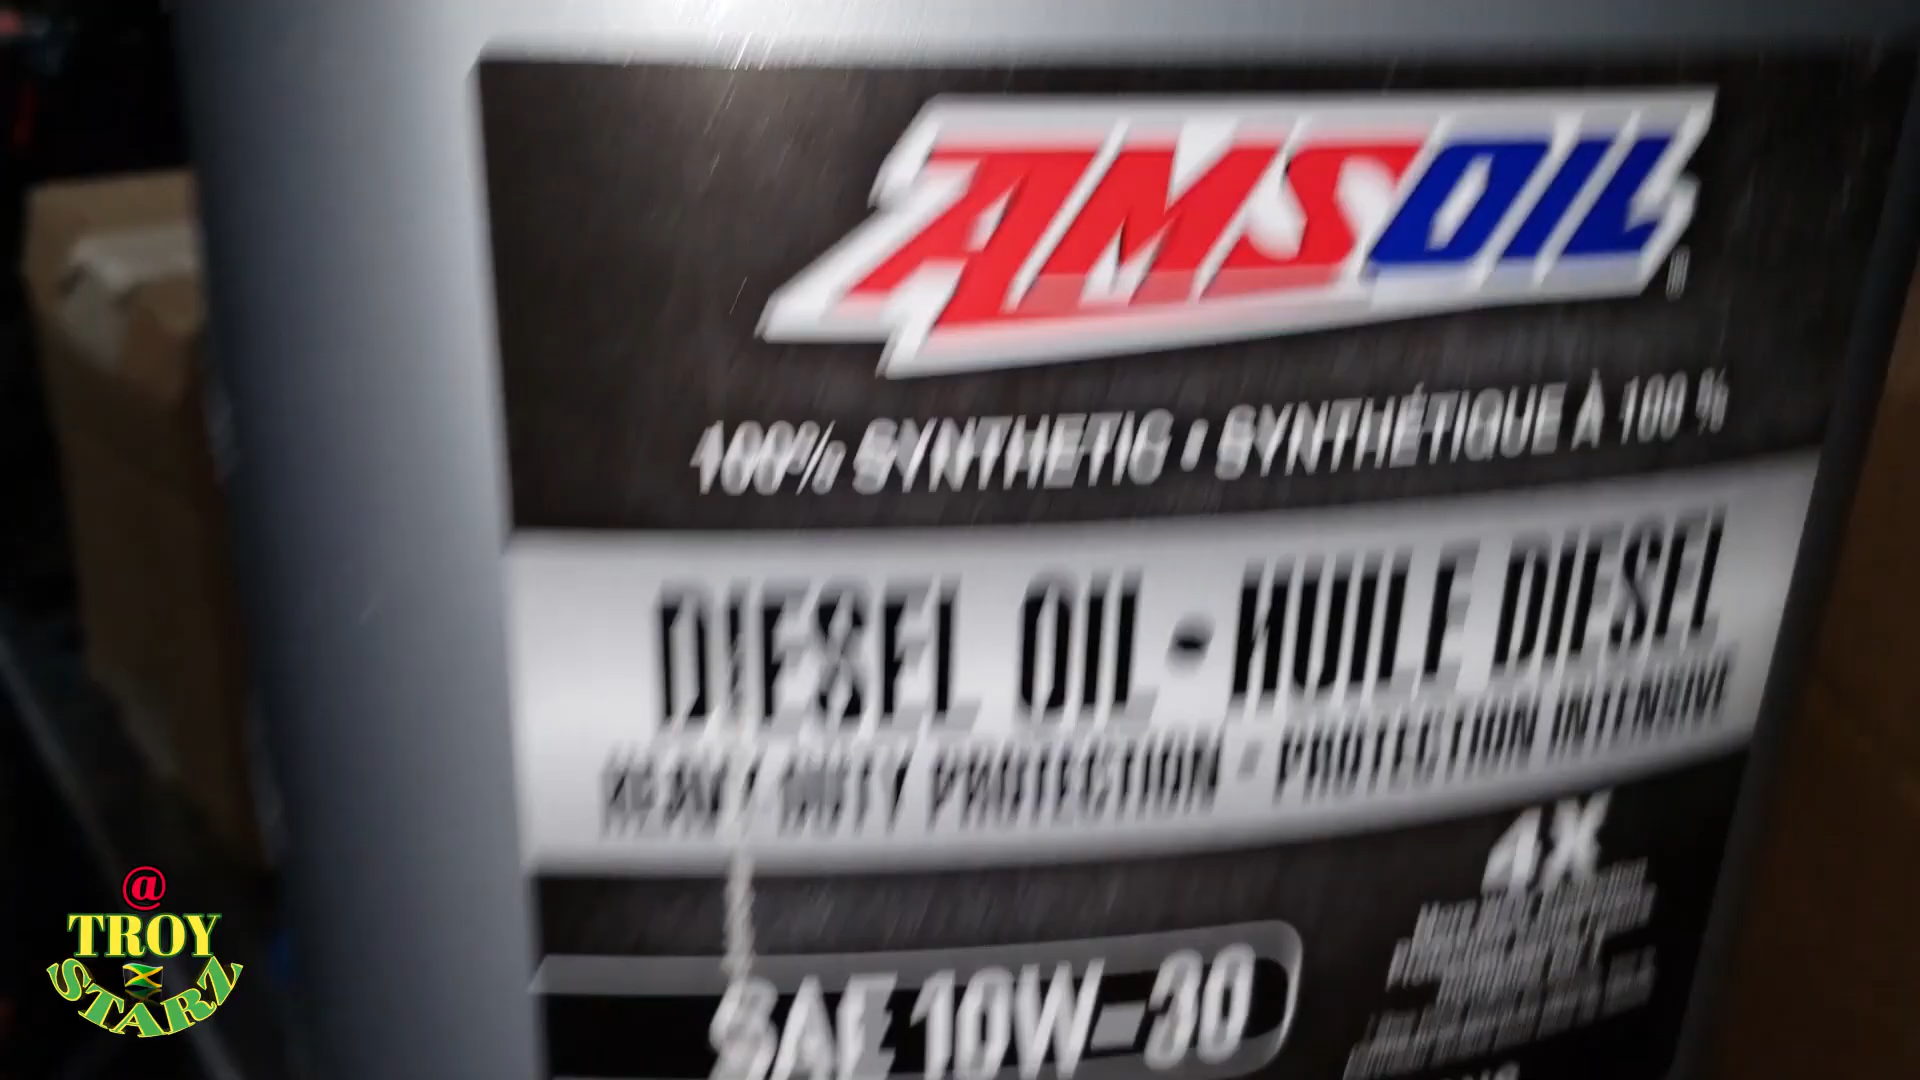 AMSOIL
100% SYNTHETIC • SYNTHÉTIQUE À 100 %
DIESEL OIL • HUILE DIESEL
HEAVY DUTY PROTECTION • PROTECTION INTENSIVE
4X
SAE 10W-30
@
TROY
STARZ